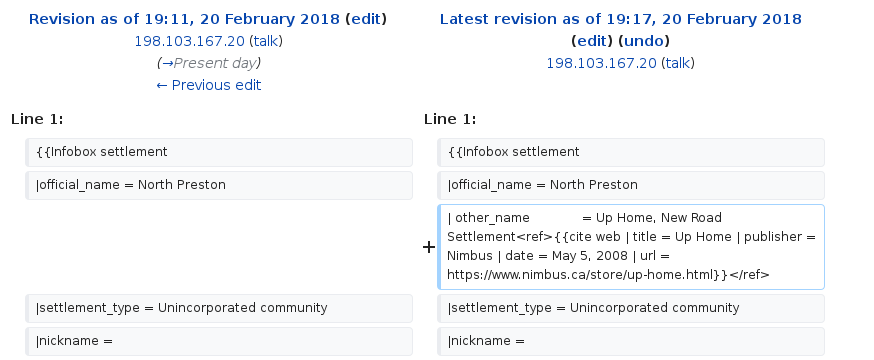 Revision as of 19:11, 20 February 2018 (edit)
198.103.167.20 (talk)
(→Present day)
← Previous edit
Latest revision as of 19:17, 20 February 2018
(edit) (undo)
198.103.167.20 (talk)
Line 1:
Line 1:
{{Infobox settlement
{{Infobox settlement
|official_name = North Preston
|official_name = North Preston
+
| other_name = Up Home, New Road
Settlement<ref>{{cite web | title = Up Home | publisher =
Nimbus | date = May 5, 2008 | url =
https://www.nimbus.ca/store/up-home.html}}</ref>
|settlement_type = Unincorporated community
|settlement_type = Unincorporated community
|nickname =
|nickname =